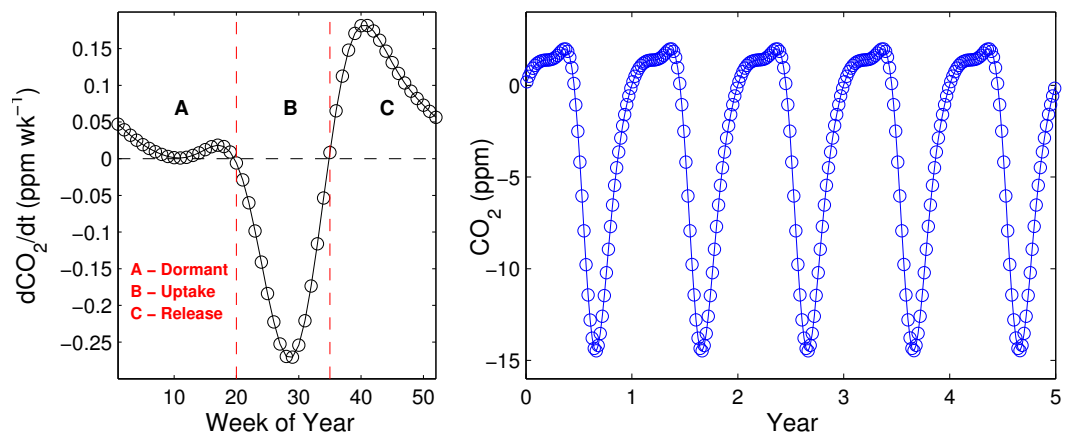 dCO2/dt (ppm wk−1)
0.15
0.1
0.05
0
−0.05
−0.1
−0.15
−0.2
−0.25
A
B
C
A − Dormant
B − Uptake
C − Release
10 20 30 40 50
Week of Year
CO2 (ppm)
0
−5
−10
−15
0 1 2 3 4 5
Year